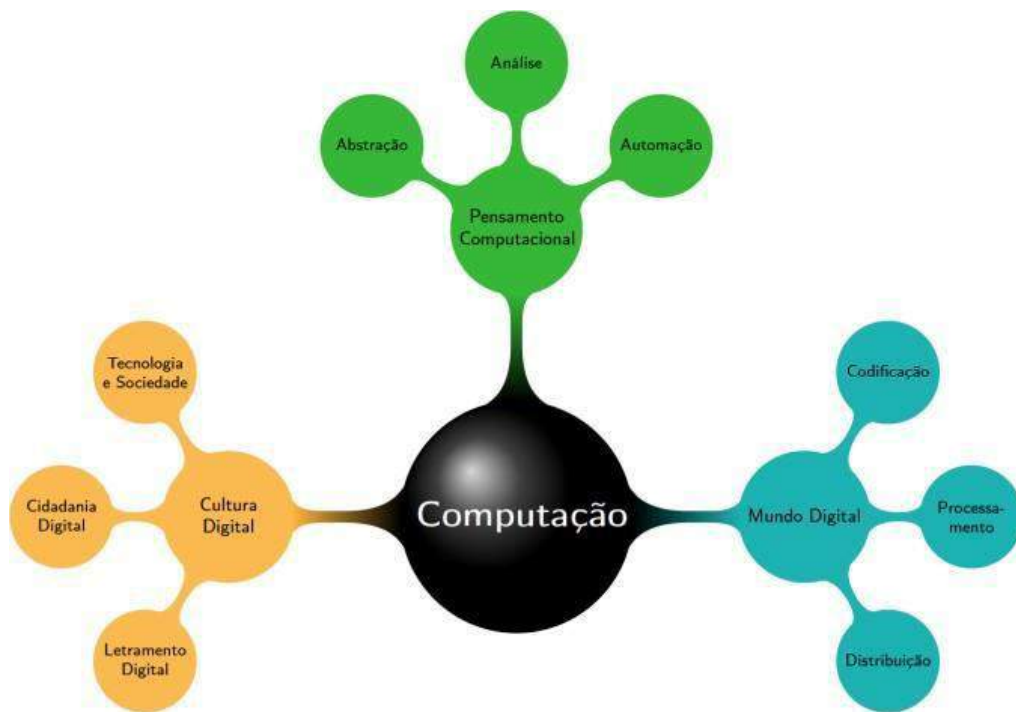 Análise
Abstração
Automação
Pensamento
Computacional
Tecnologia
e Sociedade
Codificação
Cidadania
Digital
Cultura
Digital
Computação
Mundo Digital
Processa-
mento
Letramento
Digital
Distribuição